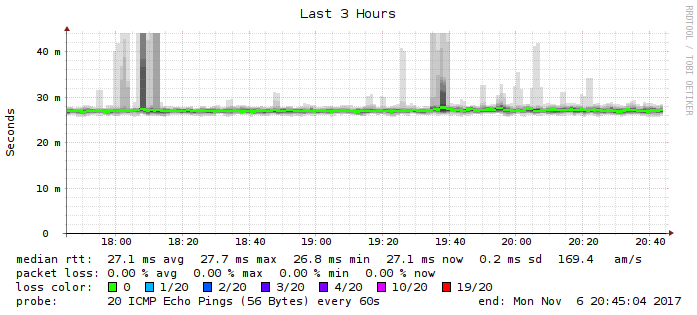 Last 3 Hours
RRDTOOL / TOBI OETIKER
Seconds
40 m
30 m
20 m
10 m
0
18:00 18:20 18:40 19:00 19:20 19:40 20:00 20:20 20:40
median rtt: 27.1 ms avg 27.7 ms max 26.8 ms min 27.1 ms now 0.2 ms sd 169.4 am/s
packet loss: 0.00 % avg 0.00 % max 0.00 % min 0.00 % now
loss color: 0 1/20 2/20 3/20 4/20 10/20 19/20
probe: 20 ICMP Echo Pings (56 Bytes) every 60s end: Mon Nov 6 20:45:04 2017